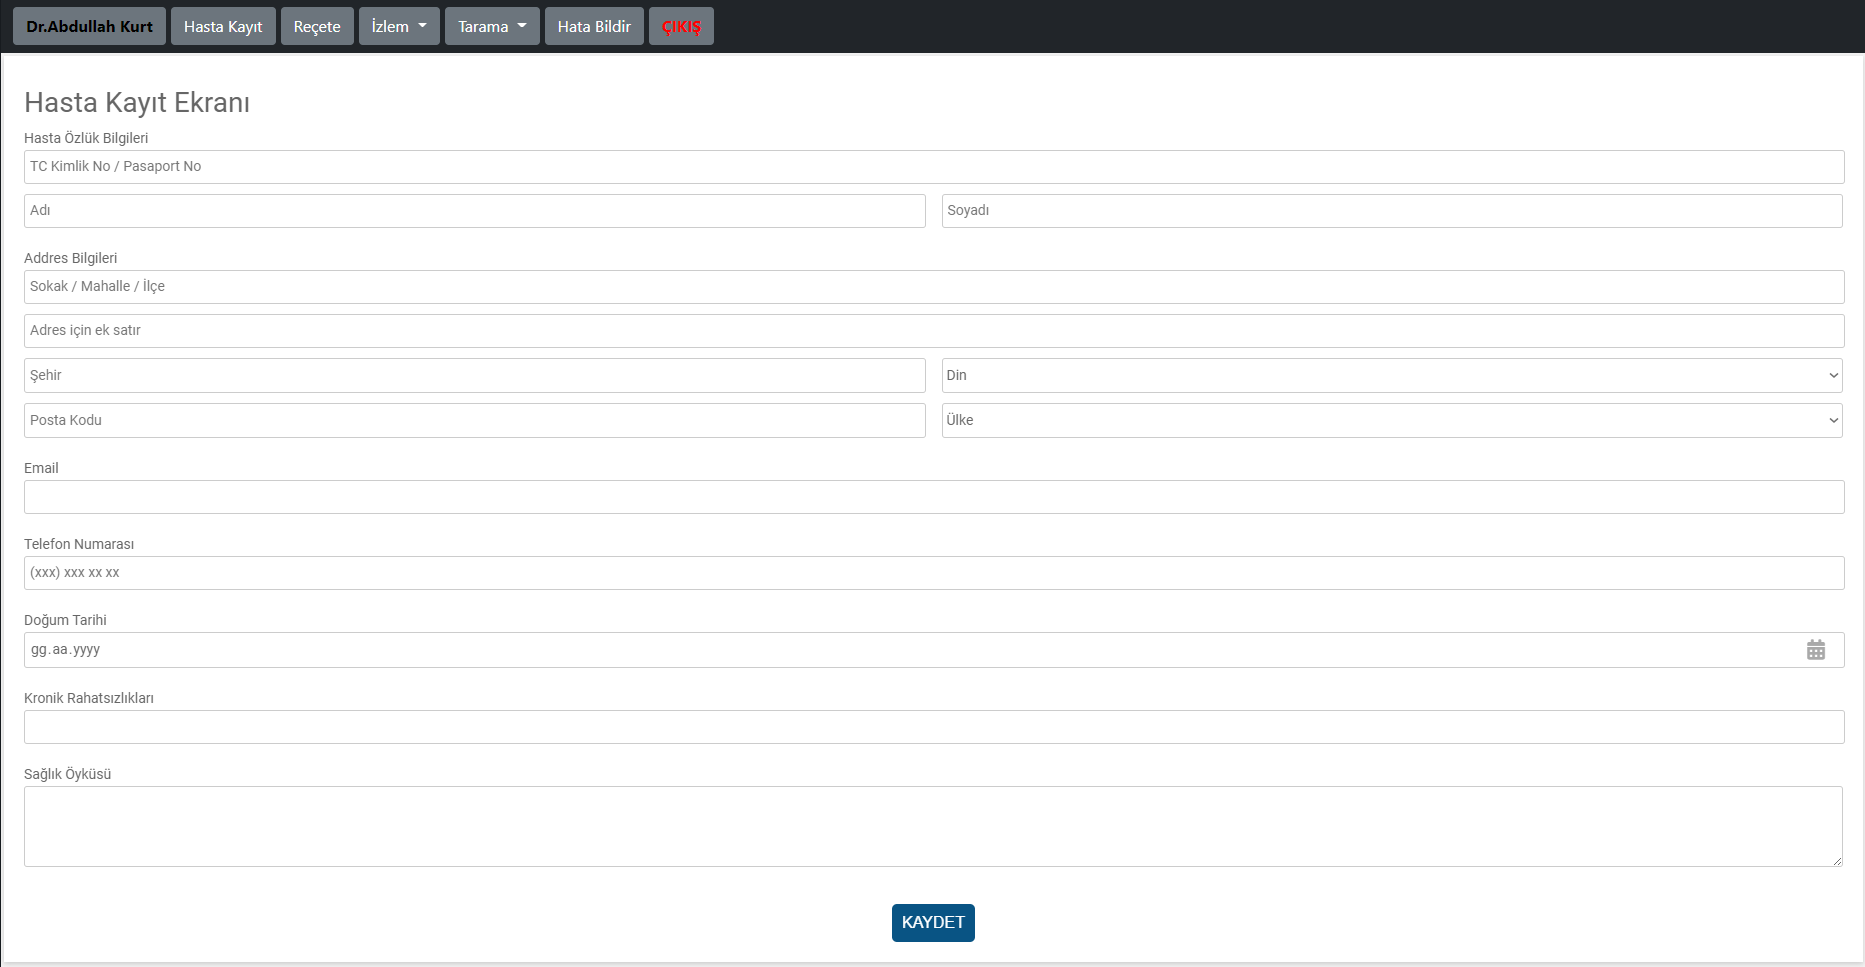 Dr.Abdullah Kurt Hasta Kayıt Reçete İzlem Tarama Hata Bildir ÇIKIŞ
Hasta Kayıt Ekranı
Hasta Özlük Bilgileri
TC Kimlik No / Pasaport No
Adı Soyadı
Addres Bilgileri
Sokak / Mahalle / İlçe
Adres için ek satır
Şehir Din
Posta Kodu Ülke
Email
Telefon Numarası
(xxx) xxx xx xx
Doğum Tarihi
gg.aa.yyyy
Kronik Rahatsızlıkları
Sağlık Öyküsü
KAYDET